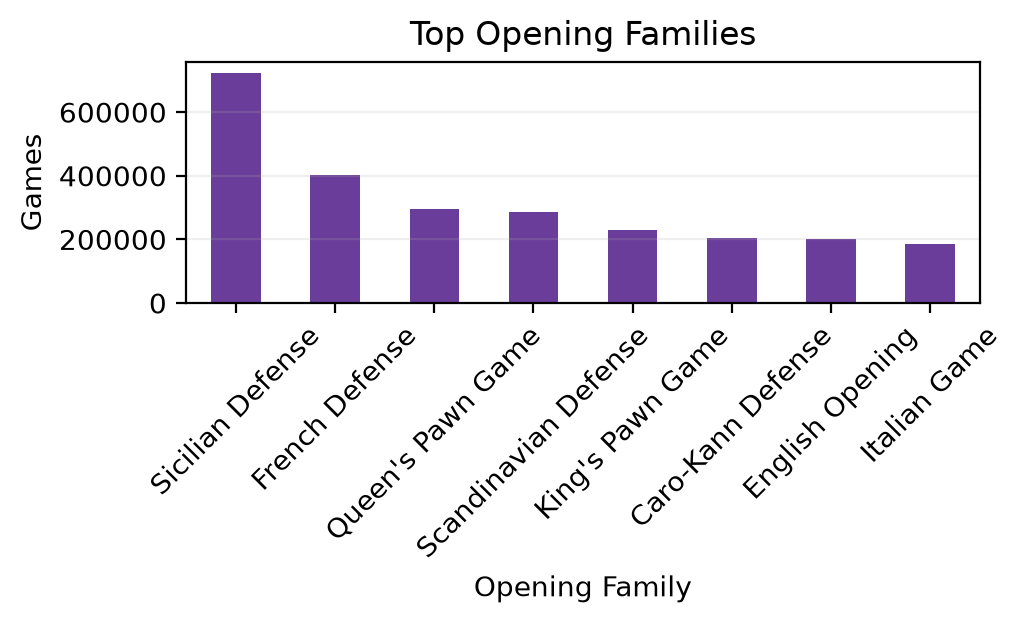 Top Opening Families
Games
600000
400000
200000
0
Sicilian Defense
French Defense
Queen's Pawn Game
Scandinavian Defense
King's Pawn Game
Caro-Kann Defense
English Opening
Italian Game
Opening Family